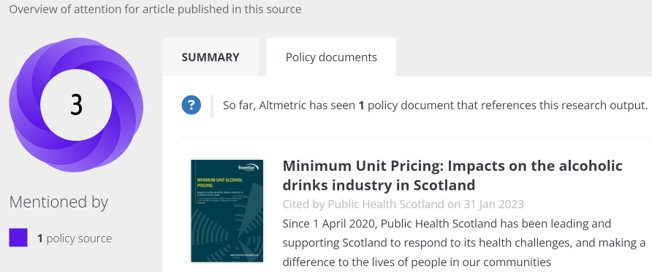 Overview of attention for article published in this source
SUMMARY
Policy documents
3
? So far, Altmetric has seen 1 policy document that references this research output.
frontier
MINIMUM UNIT ALCOHOL
PRICING
Minimum Unit Pricing: Impacts on the alcoholic
drinks industry in Scotland
Cited by Public Health Scotland on 31 Jan 2023
Since 1 April 2020, Public Health Scotland has been leading and
supporting Scotland to respond to its health challenges, and making a
difference to the lives of people in our communities
Mentioned by
1 policy source